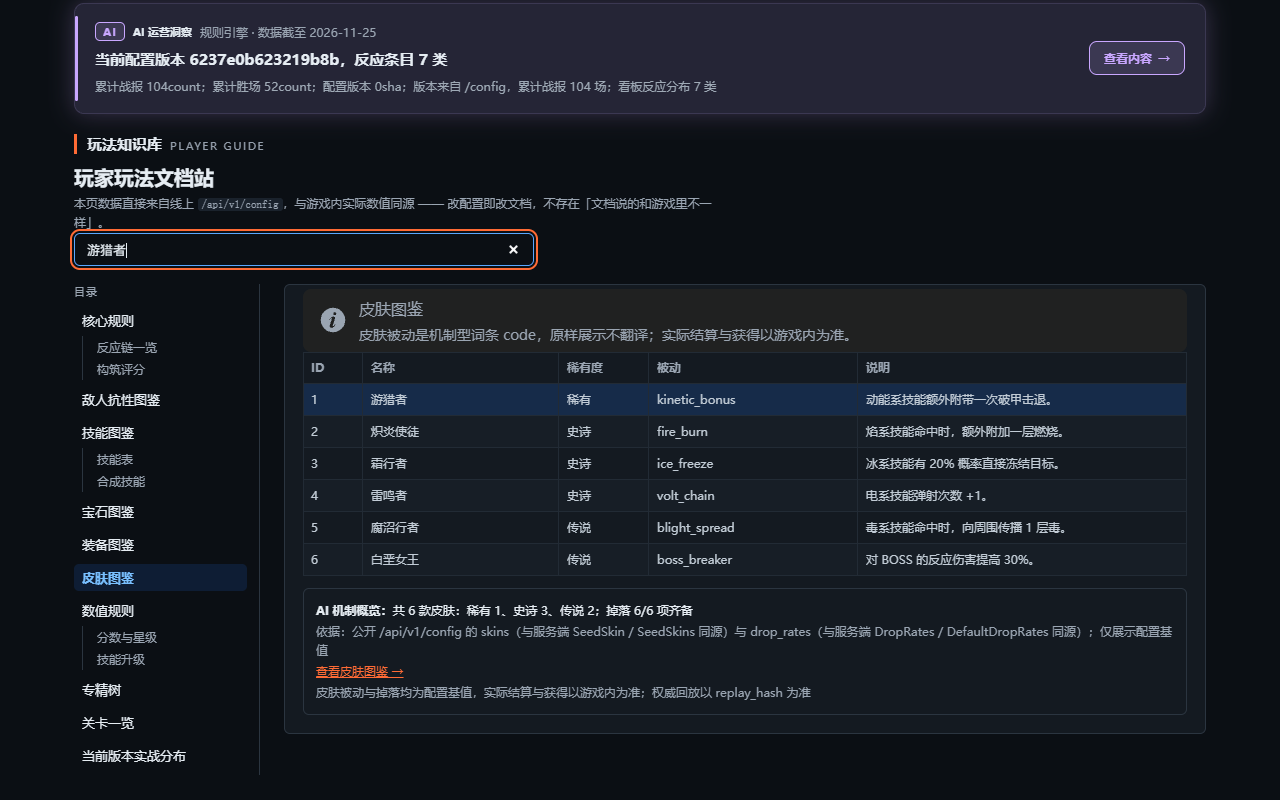 AI AI 运营洞察 规则引擎 · 数据截至 2026-11-25
当前配置版本 6237e0b623219b8b，反应条目 7 类
累计战报 104count；累计胜场 52count；配置版本 0sha；版本来自 /config，累计战报 104 场；看板反应分布 7 类
查看内容 →
玩法知识库 PLAYER GUIDE
玩家玩法文档站
本页数据直接来自线上 /api/v1/config，与游戏内实际数值同源 —— 改配置即改文档，不存在「文档说的和游戏里不一
样」。
游猎者 ×
目录
核心规则
反应链一览
构筑评分
敌人抗性图鉴
技能图鉴
技能表
合成技能
宝石图鉴
装备图鉴
皮肤图鉴
数值规则
分数与星级
技能升级
专精树
关卡一览
当前版本实战分布
皮肤图鉴
皮肤被动是机制型词条 code，原样展示不翻译；实际结算与获得以游戏内为准。
ID 名称 稀有度 被动 说明
1 游猎者 稀有 kinetic_bonus 动能系技能额外附带一次破甲击退。
2 炽炎使徒 史诗 fire_burn 焰系技能命中时，额外附加一层燃烧。
3 霜行者 史诗 ice_freeze 冰系技能有 20% 概率直接冻结目标。
4 雷鸣者 史诗 volt_chain 电系技能弹射次数 +1。
5 腐沼行者 传说 blight_spread 毒系技能命中时，向周围传播 1 层毒。
6 白垩女王 传说 boss_breaker 对 BOSS 的反应伤害提高 30%。
AI 机制概览：共 6 款皮肤：稀有 1、史诗 3、传说 2；掉落 6/6 项齐备
依据：公开 /api/v1/config 的 skins（与服务端 SeedSkin / SeedSkins 同源）与 drop_rates（与服务端 DropRates / DefaultDropRates 同源）；仅展示配置基
值
查看皮肤图鉴 →
皮肤被动与掉落均为配置基值，实际结算与获得以游戏内为准；权威回放以 replay_hash 为准